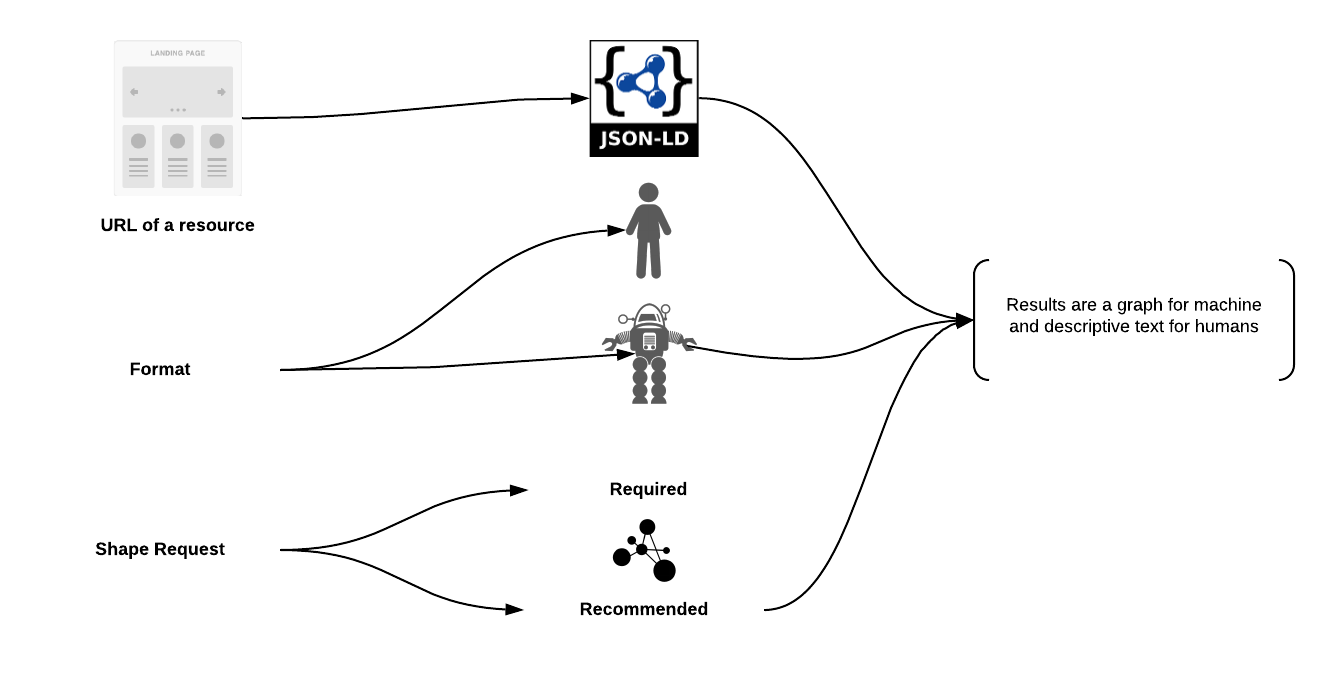 LANDING PAGE
JSON-LD
URL of a resource
Results are a graph for machine
and descriptive text for humans
Format
Required
Shape Request
Recommended